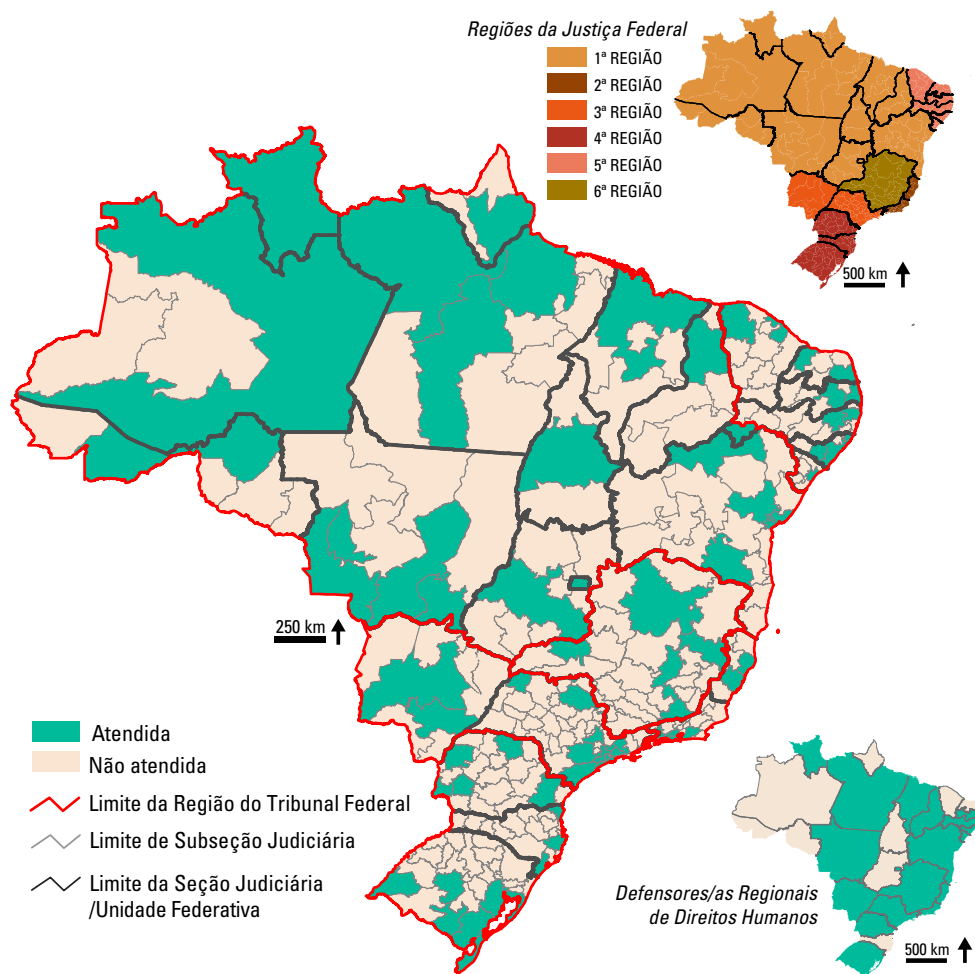 Regiões da Justiça Federal
1ª REGIÃO
2ª REGIÃO
3ª REGIÃO
4ª REGIÃO
5ª REGIÃO
6ª REGIÃO
500 km
250 km
Atendida
Não atendida
Limite da Região do Tribunal Federal
Limite de Subseção Judiciária
Limite da Seção Judiciária
/Unidade Federativa
Defensores/as Regionais
de Direitos Humanos
500 km